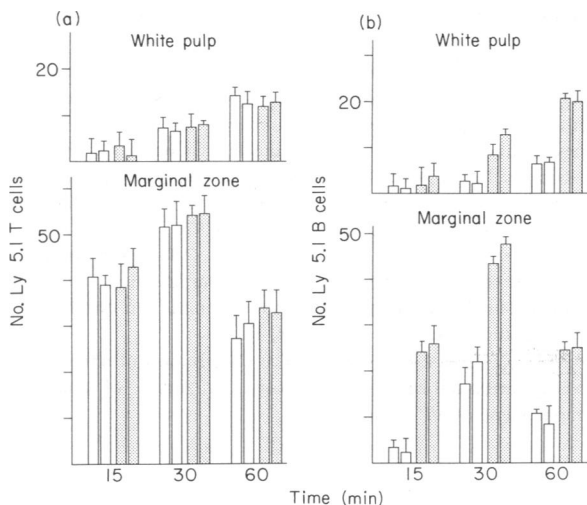 (a)
White pulp
20
Marginal zone
50
No. Ly 5.1 T cells
15 30 60
(b)
White pulp
20
Marginal zone
50
No. Ly 5.1 B cells
15 30 60
Time (min)